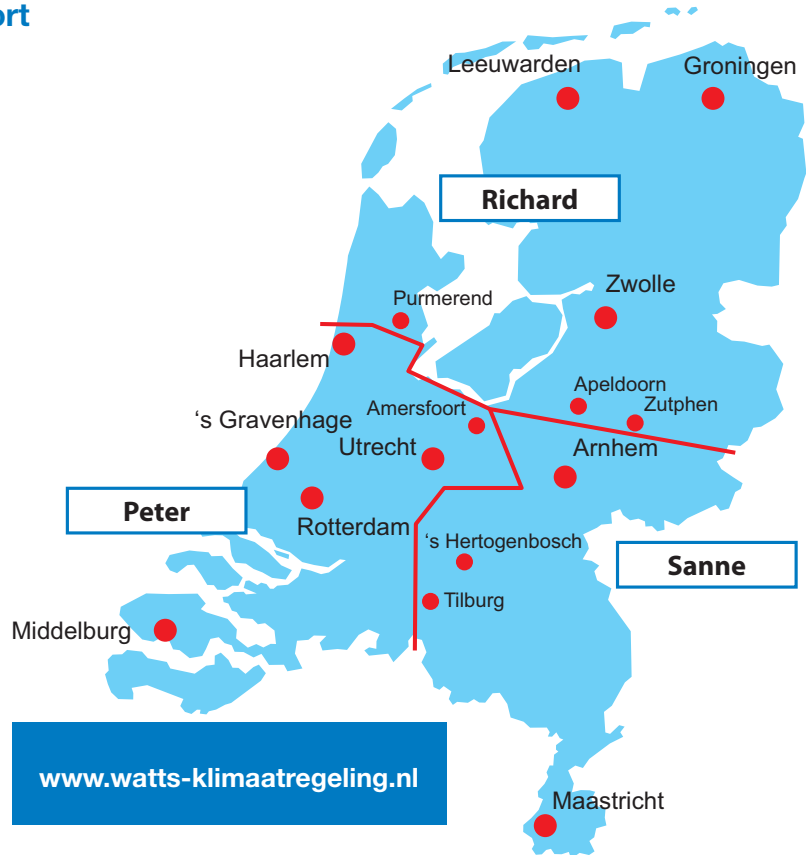 ort
Leeuwarden
Groningen
Richard
Zwolle
Purmerend
Haarlem
Apeldoorn
Amersfoort
Zutphen
's Gravenhage
Utrecht
Arnhem
Peter
Rotterdam
's Hertogenbosch
Sanne
Tilburg
Middelburg
www.watts-klimaatregeling.nl
Maastricht